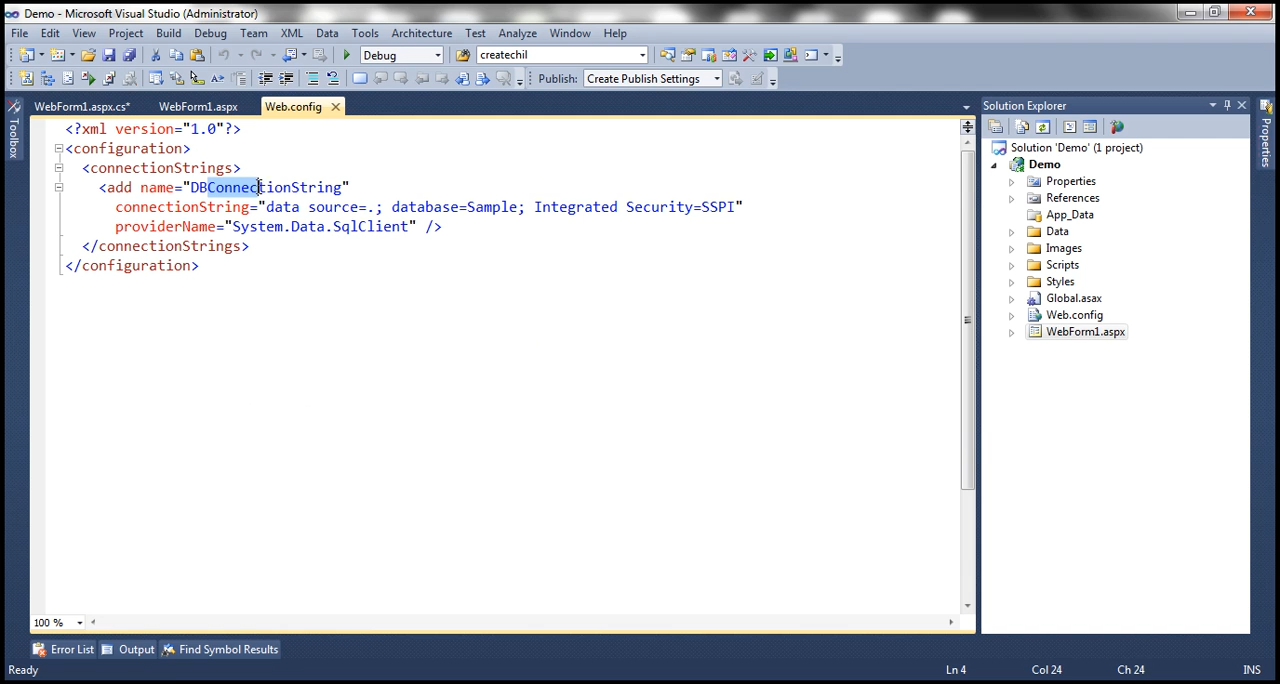 Demo - Microsoft Visual Studio (Administrator)
File Edit View Project Build Debug Team XML Data Tools Architecture Test Analyze Window Help
Debug createchil
Publish: Create Publish Settings
Toolbox
WebForm1.aspx.cs* WebForm1.aspx Web.config
<?xml version="1.0"?>
<configuration>
<connectionStrings>
<add name="DBConnectionString"
connectionString="data source=.; database=Sample; Integrated Security=SSPI"
providerName="System.Data.SqlClient" />
</connectionStrings>
</configuration>
100 %
Solution Explorer
Solution 'Demo' (1 project)
Demo
Properties
References
App_Data
Data
Images
Scripts
Styles
Global.asax
Web.config
WebForm1.aspx
Properties
Error List Output Find Symbol Results
Ready Ln 4 Col 24 Ch 24 INS